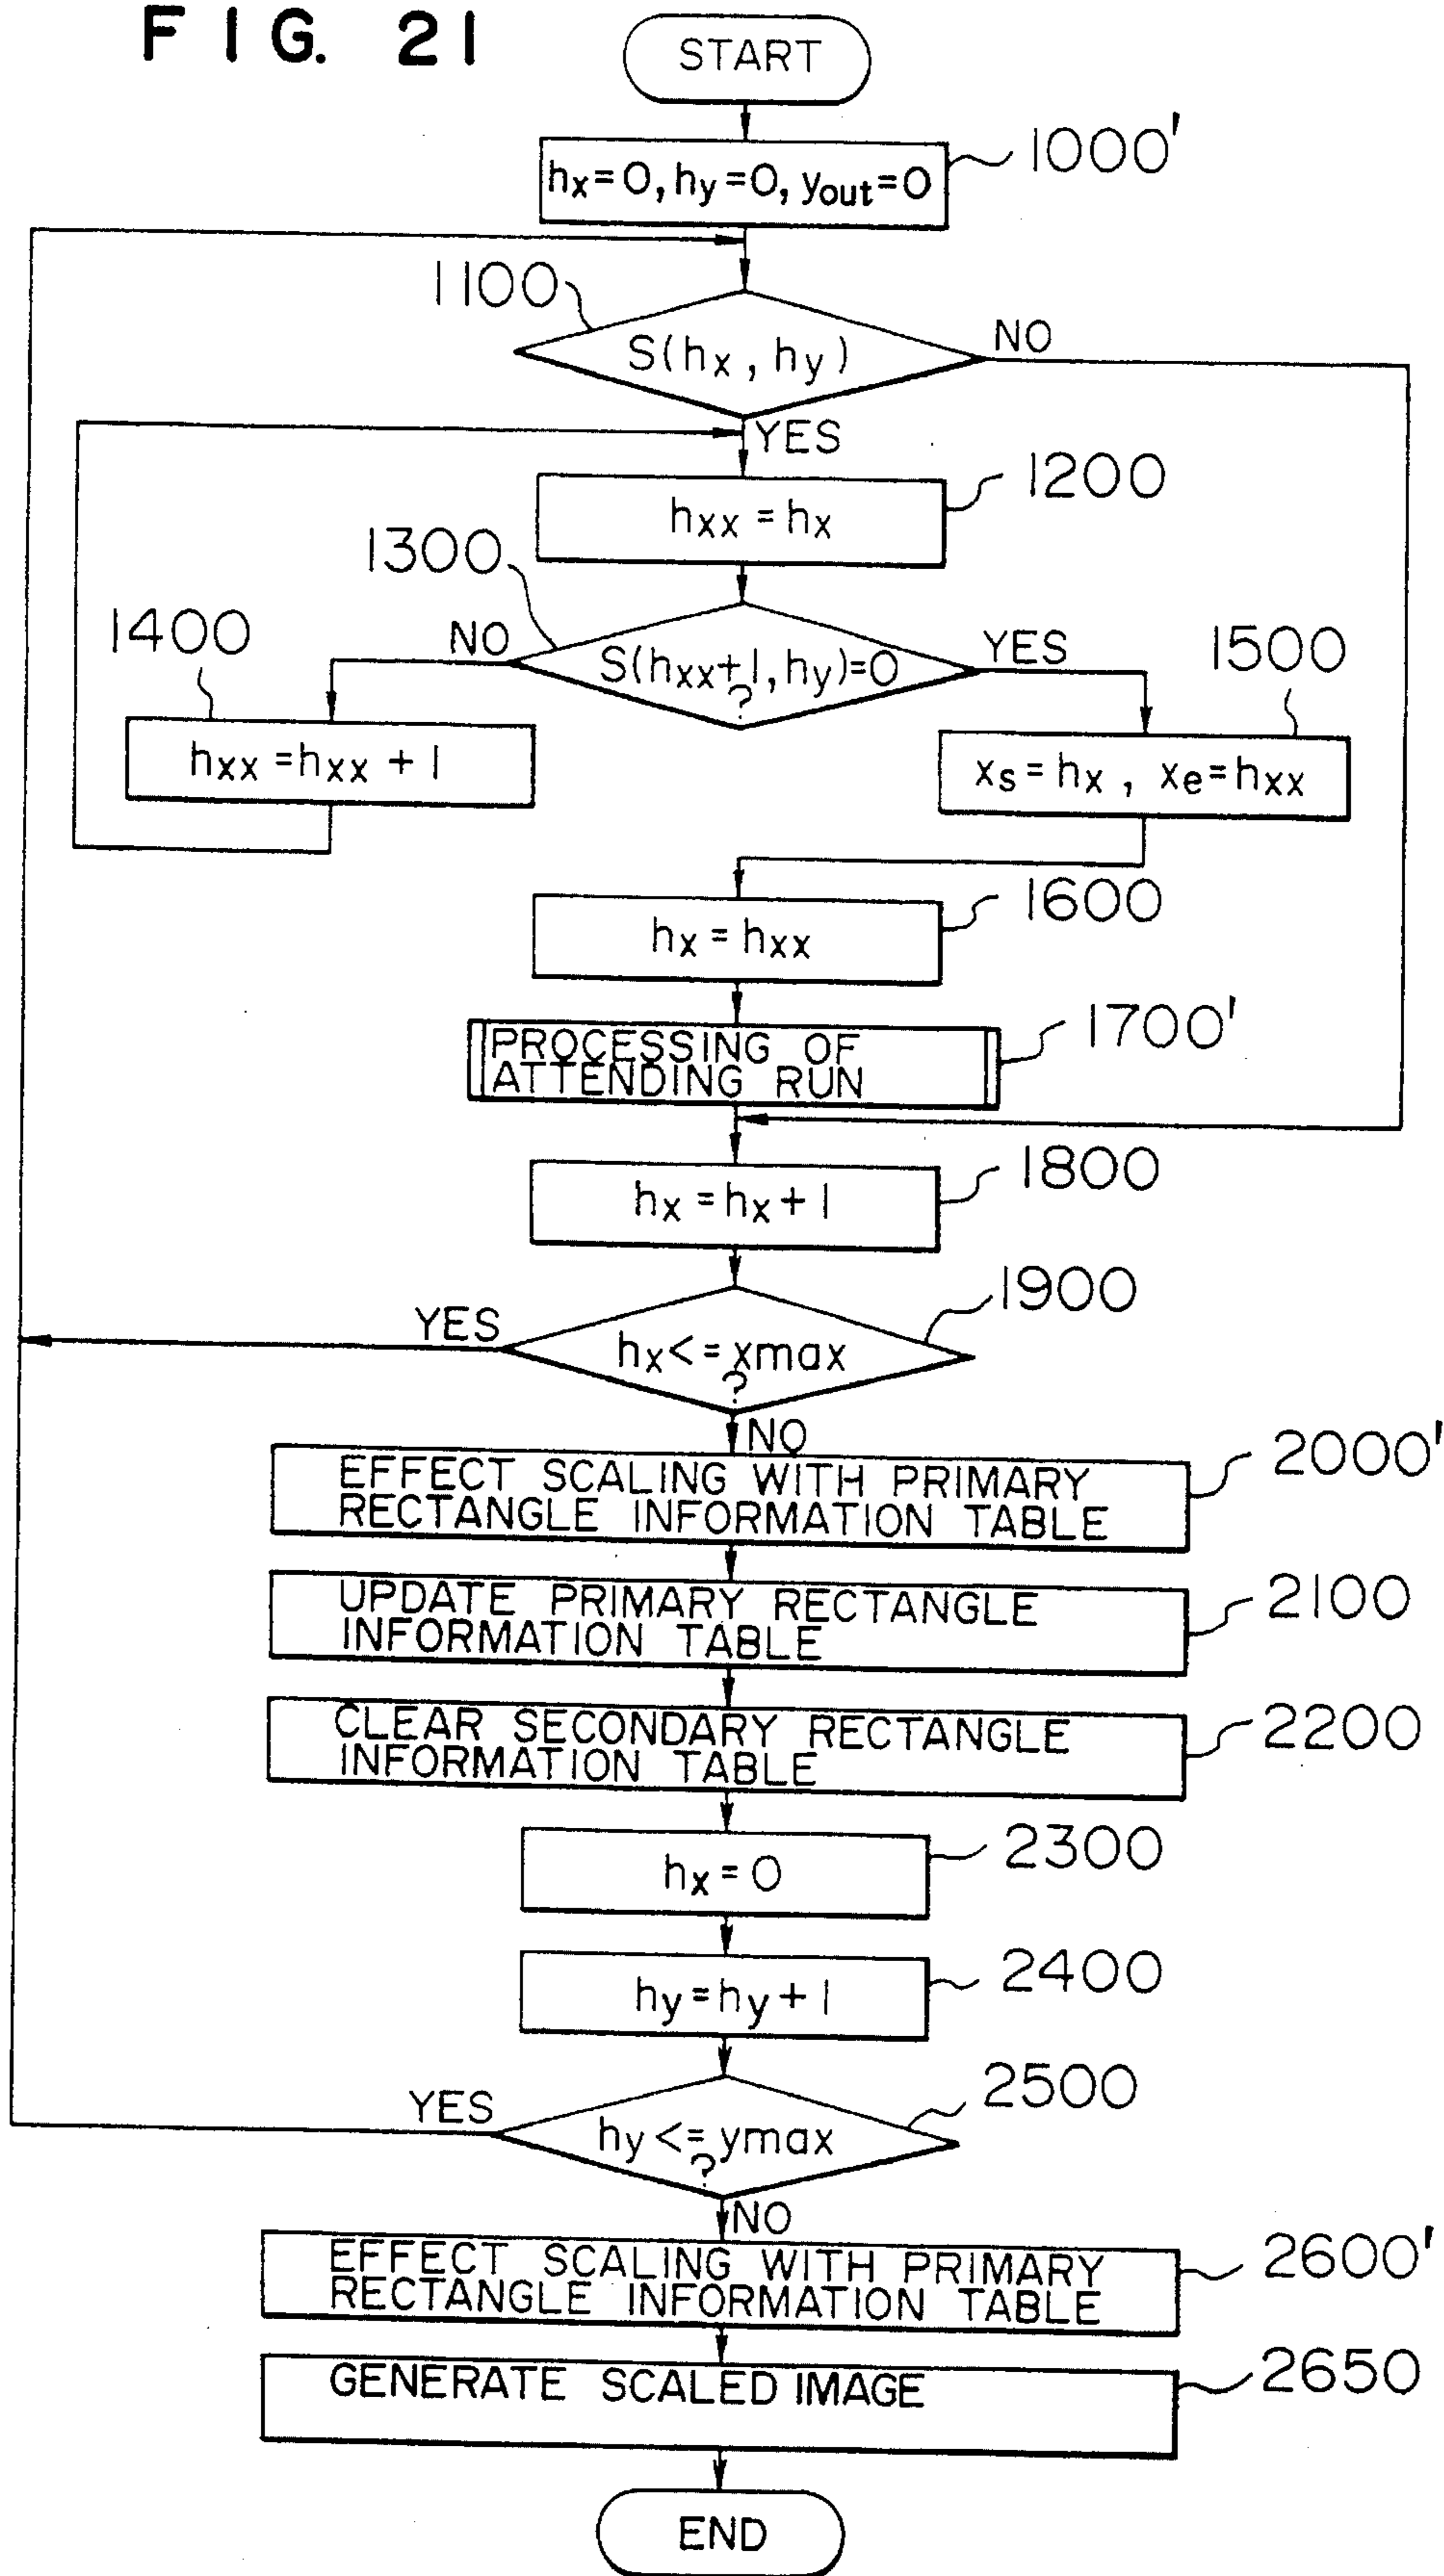 FIG. 21
START
hx=0, hy=0, yout=0
1000'
1100
S(hx, hy)
NO
YES
1200
hxx=hx
1300
1400
NO
S(hxx+1, hy)=0
?
YES
1500
hxx=hxx+1
xs=hx, xe=hxx
1600
hx=hxx
1700'
PROCESSING OF
ATTENDING RUN
1800
hx=hx+1
1900
YES
hx<=xmax
?
NO
2000'
EFFECT SCALING WITH PRIMARY
RECTANGLE INFORMATION TABLE
2100
UPDATE PRIMARY RECTANGLE
INFORMATION TABLE
2200
CLEAR SECONDARY RECTANGLE
INFORMATION TABLE
2300
hx=0
2400
hy=hy+1
2500
YES
hy<=ymax
?
NO
2600'
EFFECT SCALING WITH PRIMARY
RECTANGLE INFORMATION TABLE
2650
GENERATE SCALED IMAGE
END